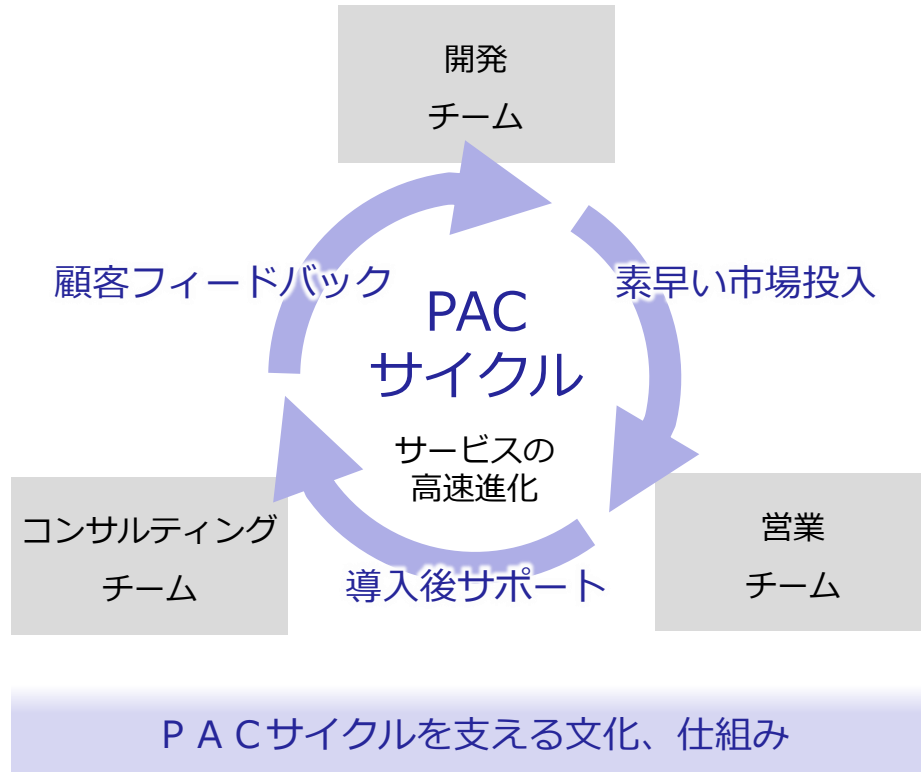 開発
チーム
顧客フィードバック
素早い市場投入
PAC
サイクル
サービスの
高速進化
コンサルティング
チーム
導入後サポート
営業
チーム
ＰＡＣサイクルを支える文化、仕組み